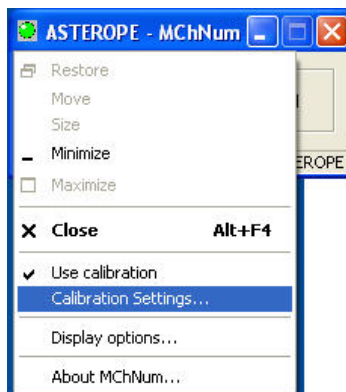 ASTEROPE - MChNum
Restore
Move
Size
Minimize
Maximize
Close Alt+F4
Use calibration
Calibration Settings...
Display options...
About MChNum...
EROPE